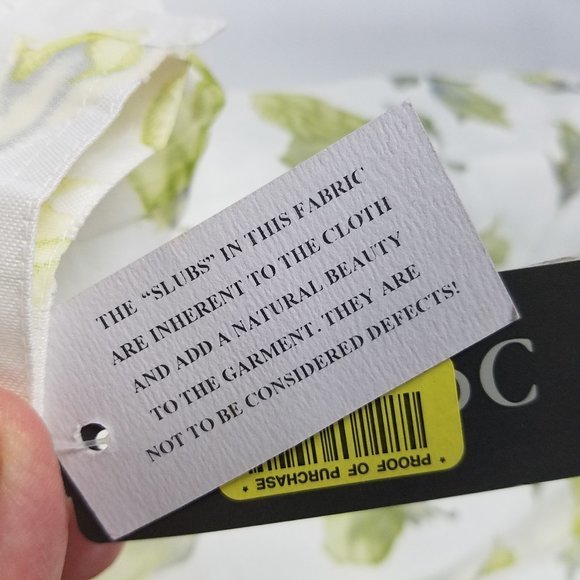 THE "SLUBS" IN THIS FABRIC
ARE INHERENT TO THE CLOTH
AND ADD A NATURAL BEAUTY
TO THE GARMENT. THEY ARE
NOT TO BE CONSIDERED DEFECTS!
* PROOF OF PURCHASE *